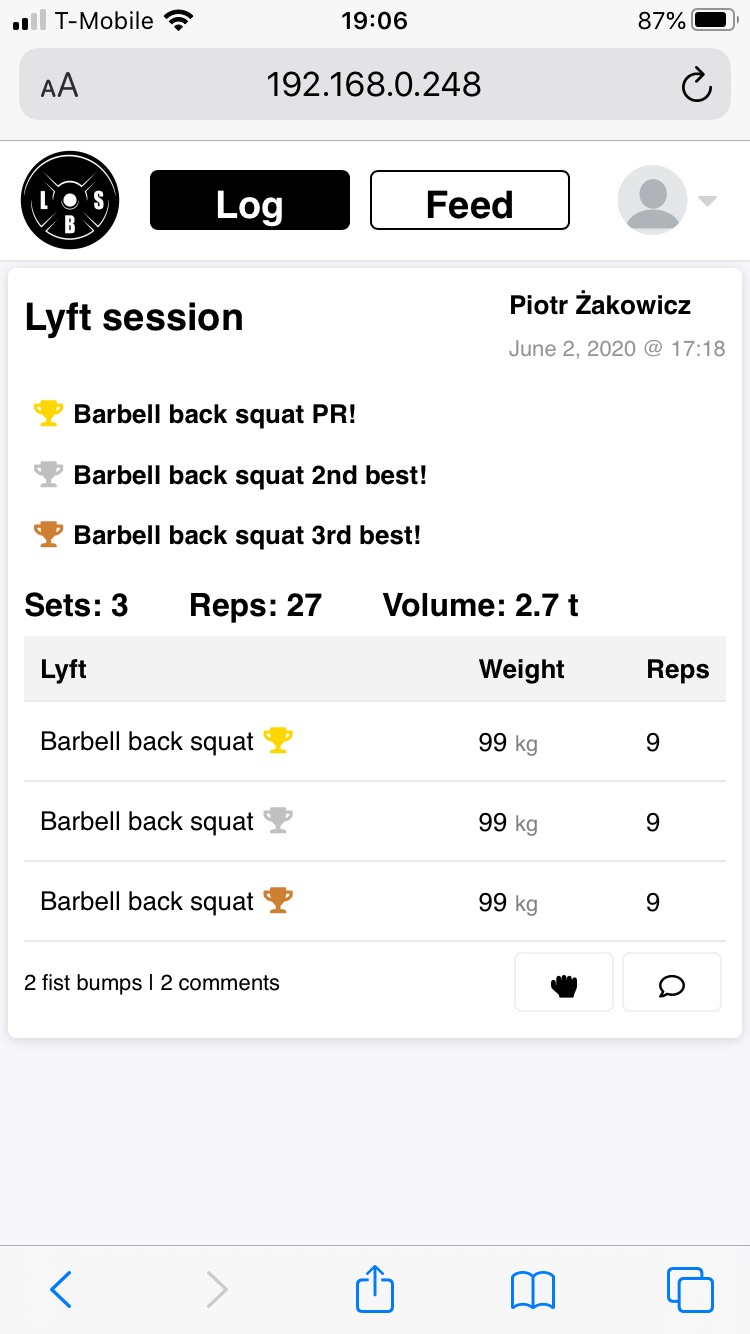 T-Mobile 19:06 87%
AA 192.168.0.248
L B S Log Feed
Lyft session
Piotr Żakowicz
June 2, 2020 @ 17:18
Barbell back squat PR!
Barbell back squat 2nd best!
Barbell back squat 3rd best!
Sets: 3 Reps: 27 Volume: 2.7 t
Lyft Weight Reps
Barbell back squat 99 kg 9
Barbell back squat 99 kg 9
Barbell back squat 99 kg 9
2 fist bumps | 2 comments